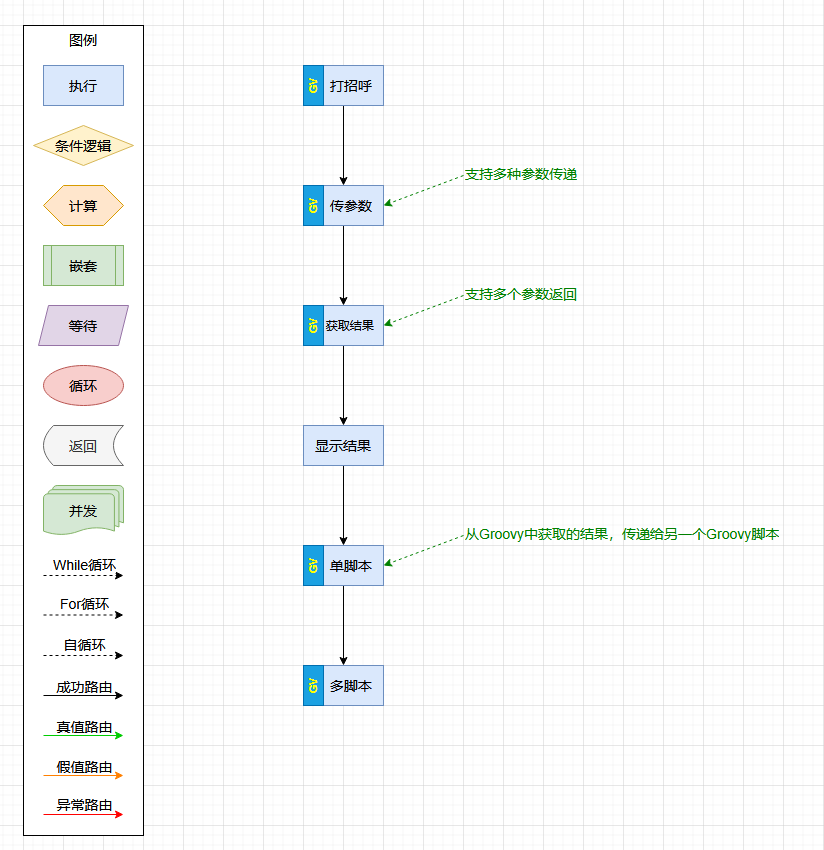 图例
执行
条件逻辑
计算
嵌套
等待
循环
返回
并发
While循环
For循环
自循环
成功路由
真值路由
假值路由
异常路由
GV 打招呼
支持多种参数传递
GV 传参数
支持多个参数返回
GV 获取结果
显示结果
从Groovy中获取的结果，传递给另一个Groovy脚本
GV 单脚本
GV 多脚本